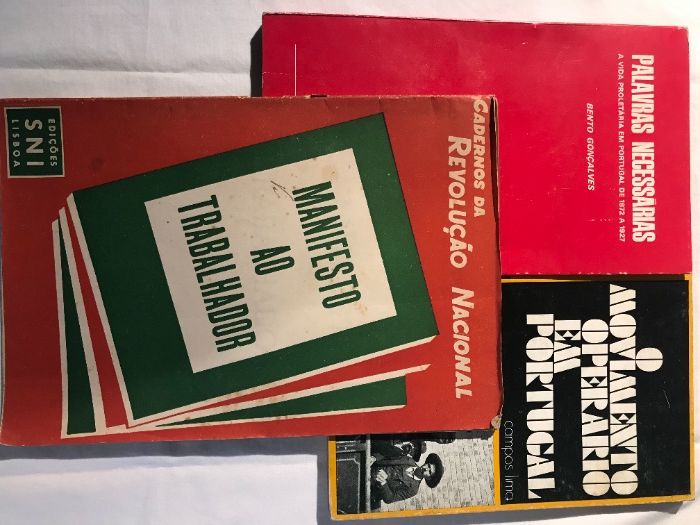 CADERNOS DA
REVOLUÇÃO NACIONAL
MANIFESTO
AO
TRABALHADOR
EDIÇÕES
SNI
LISBOA
PALAVRAS NECESSÁRIAS
A VIDA PROLETÁRIA EM PORTUGAL DE 1872 A 1927
BENTO GONÇALVES
O
MOVIMENTO
OPERÁRIO
EM
PORTUGAL
campos lima